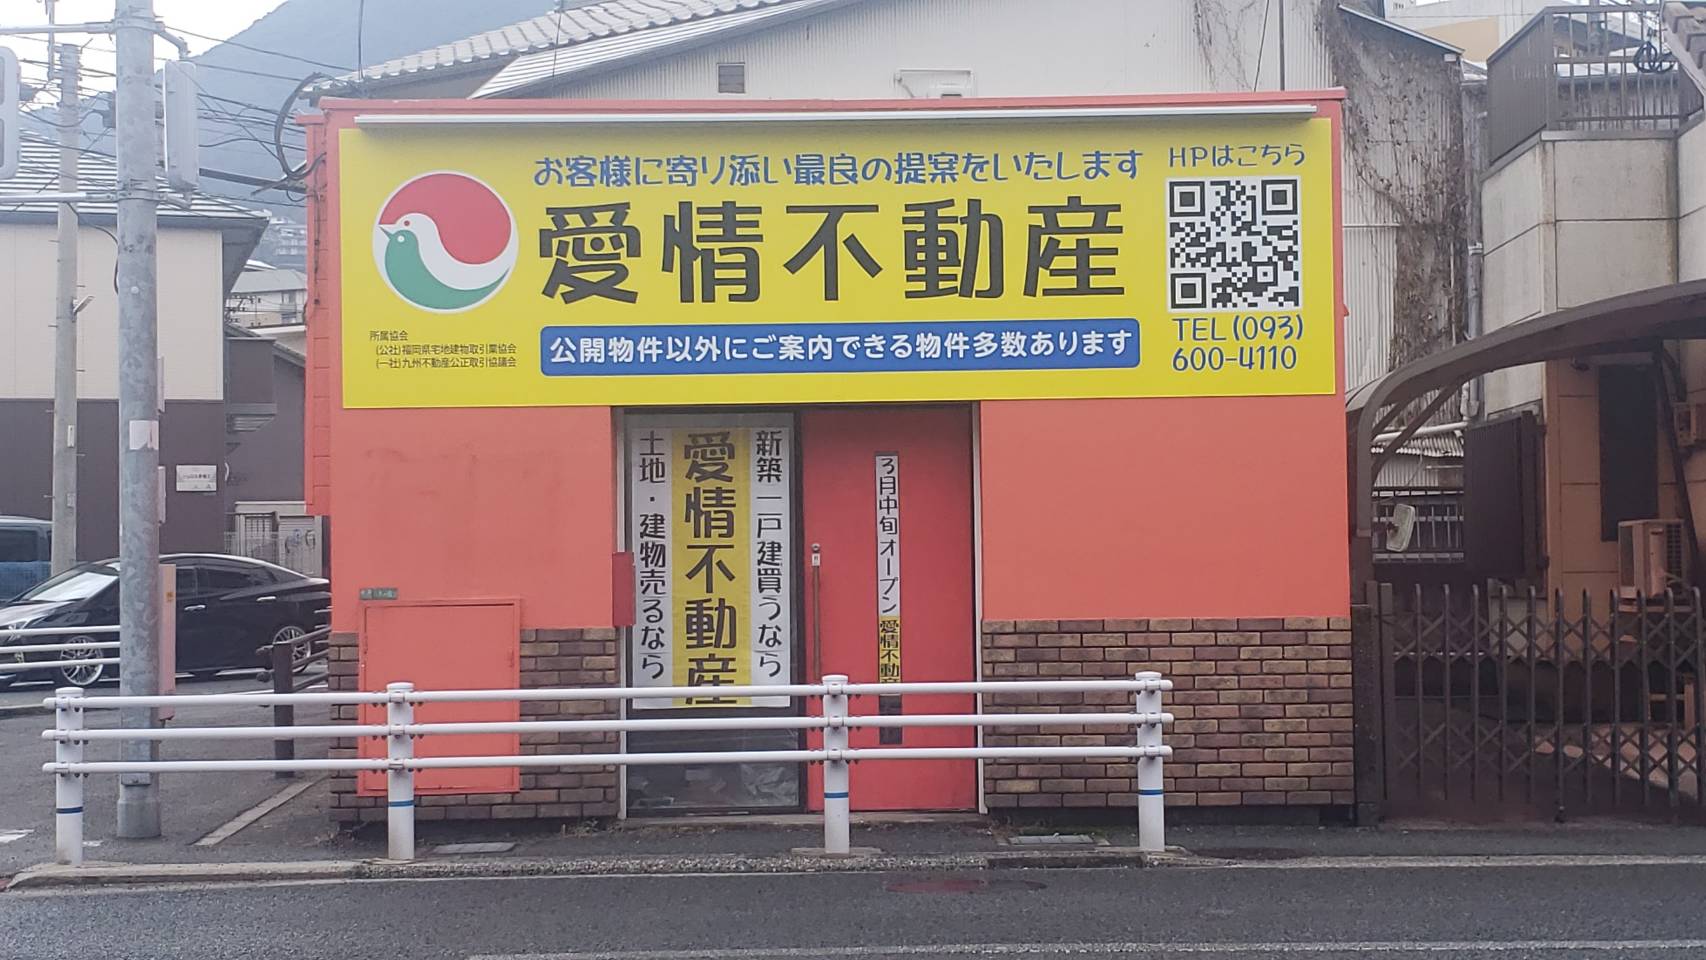 お客様に寄り添い最良の提案をいたします
愛情不動産
公開物件以外にご案内できる物件多数あります
所属協会
(公社)福岡県宅地建物取引業協会
(一社)九州不動産公正取引協議会
HPはこちら
TEL(093)
600-4110
新築一戸建買うなら
愛情不動産
土地・建物売るなら
3月中旬オープン 愛情不動産